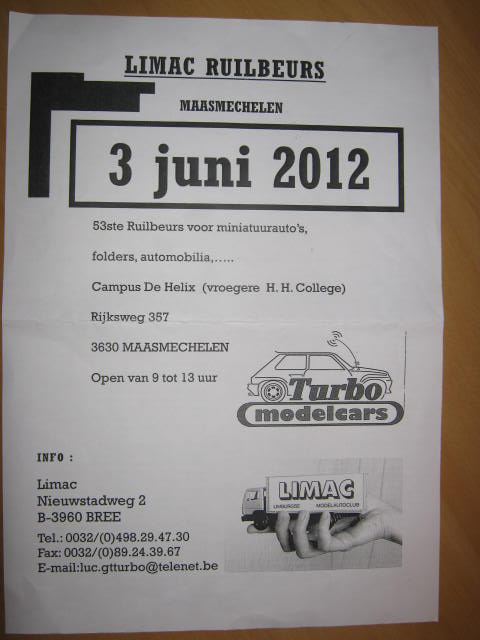 LIMAC RUILBEURS
MAASMECHELEN
3 juni 2012
53ste Ruilbeurs voor miniatuurauto's,
folders, automobilia,.....
Campus De Helix (vroegere H. H. College)
Rijksweg 357
3630 MAASMECHELEN
Open van 9 tot 13 uur
Turbo
modelcars
INFO :
Limac
Nieuwstadweg 2
B-3960 BREE
Tel.: 0032/(0)498.29.47.30
Fax: 0032/(0)89.24.39.67
E-mail:luc.gtturbo@telenet.be
LIMAC
LIMBURGSE MODELAUTOCLUB